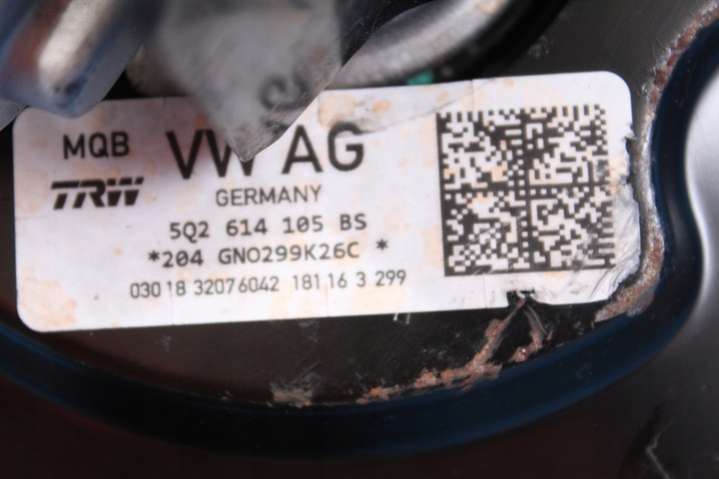 MQB VW AG
TRW
GERMANY
5Q2 614 105 BS
*204 GN0299K26C *
030 18 32076042 181 16 3 299